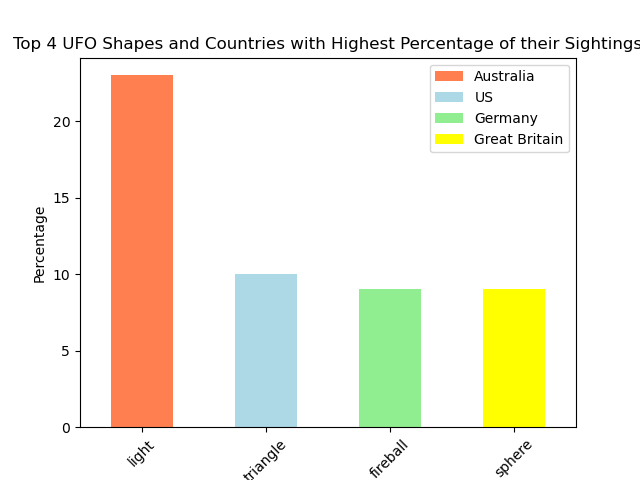 Top 4 UFO Shapes and Countries with Highest Percentage of their Sightings
Australia
US
Germany
Great Britain
Percentage
20
15
10
5
0
light
triangle
fireball
sphere